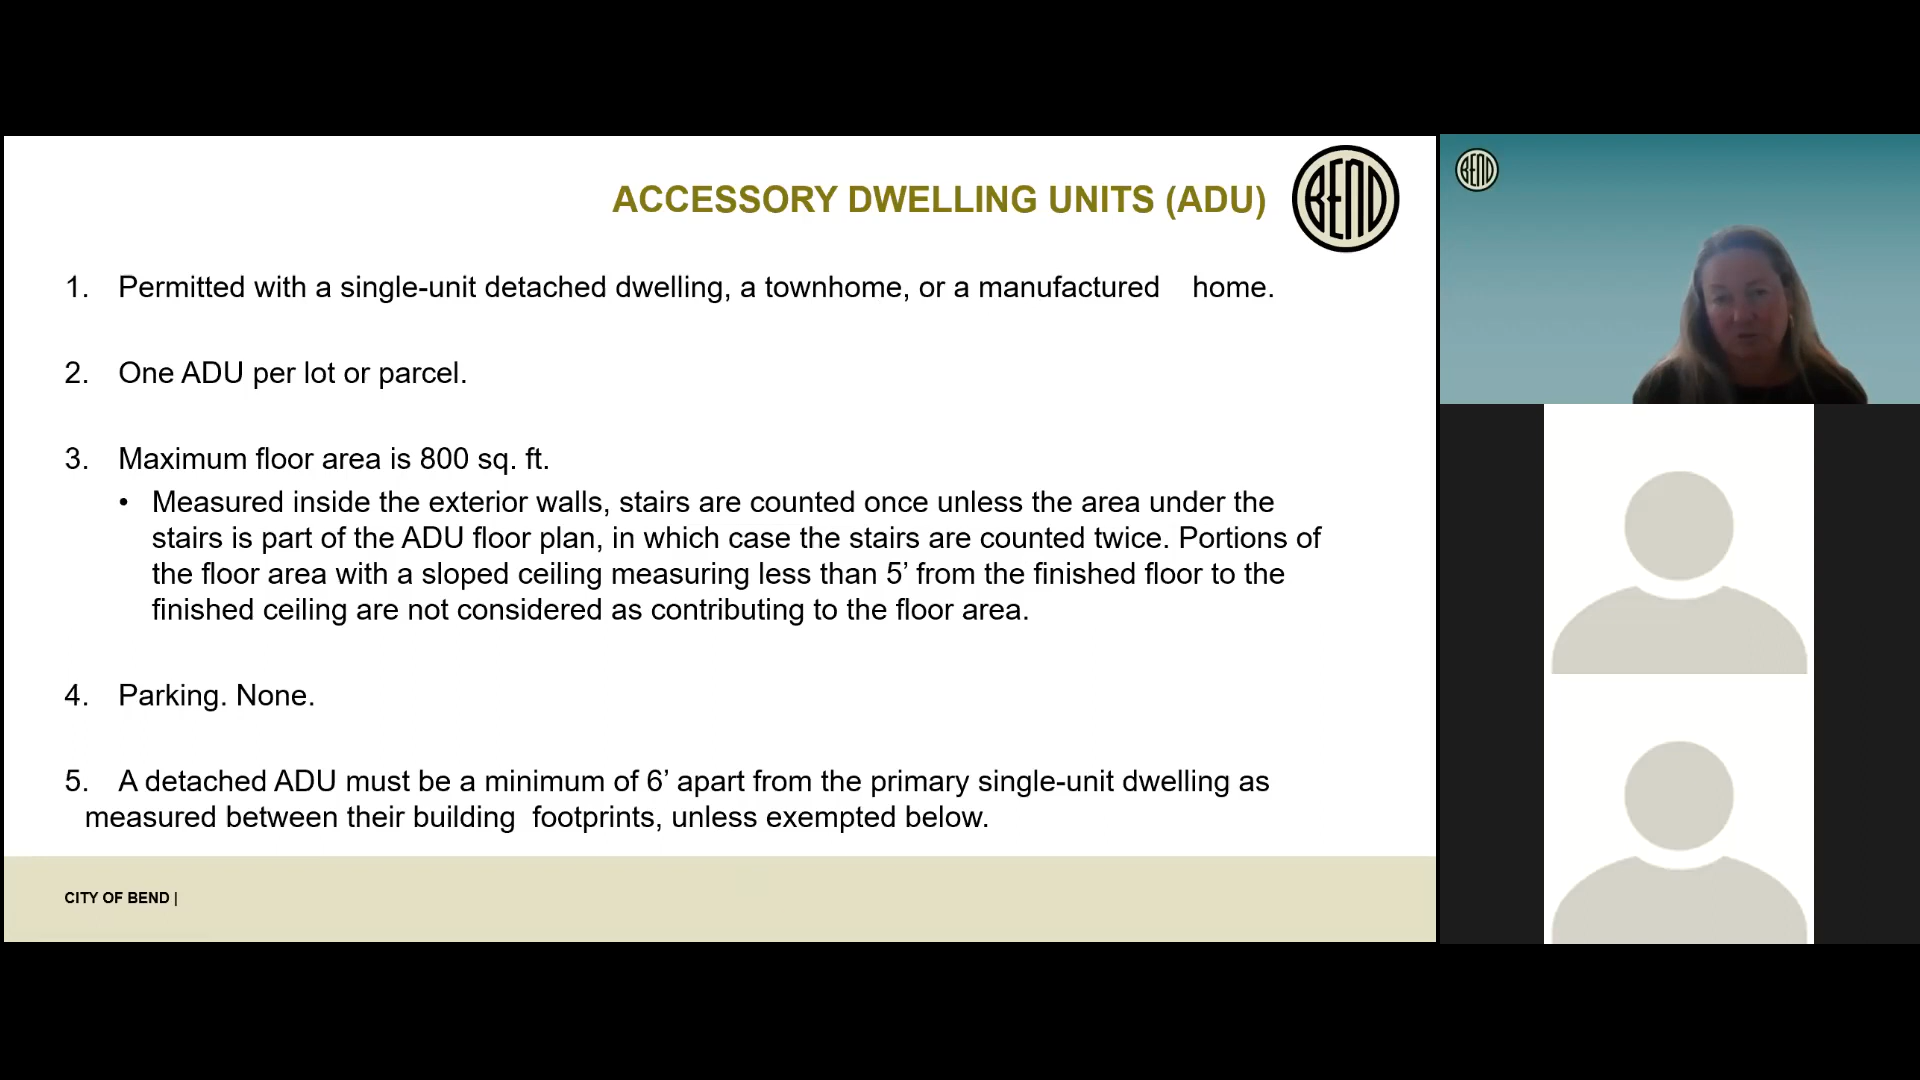 ACCESSORY DWELLING UNITS (ADU)
BEND
BEND
1. Permitted with a single-unit detached dwelling, a townhome, or a manufactured home.
2. One ADU per lot or parcel.
3. Maximum floor area is 800 sq. ft.
• Measured inside the exterior walls, stairs are counted once unless the area under the
stairs is part of the ADU floor plan, in which case the stairs are counted twice. Portions of
the floor area with a sloped ceiling measuring less than 5’ from the finished floor to the
finished ceiling are not considered as contributing to the floor area.
4. Parking. None.
5. A detached ADU must be a minimum of 6’ apart from the primary single-unit dwelling as
measured between their building footprints, unless exempted below.
CITY OF BEND |